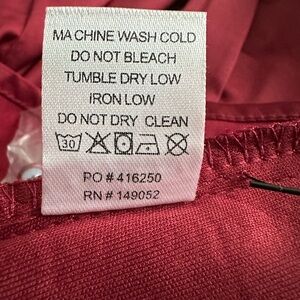 MA CHINE WASH COLD
DO NOT BLEACH
TUMBLE DRY LOW
IRON LOW
DO NOT DRY CLEAN
30
PO # 416250
RN # 149052